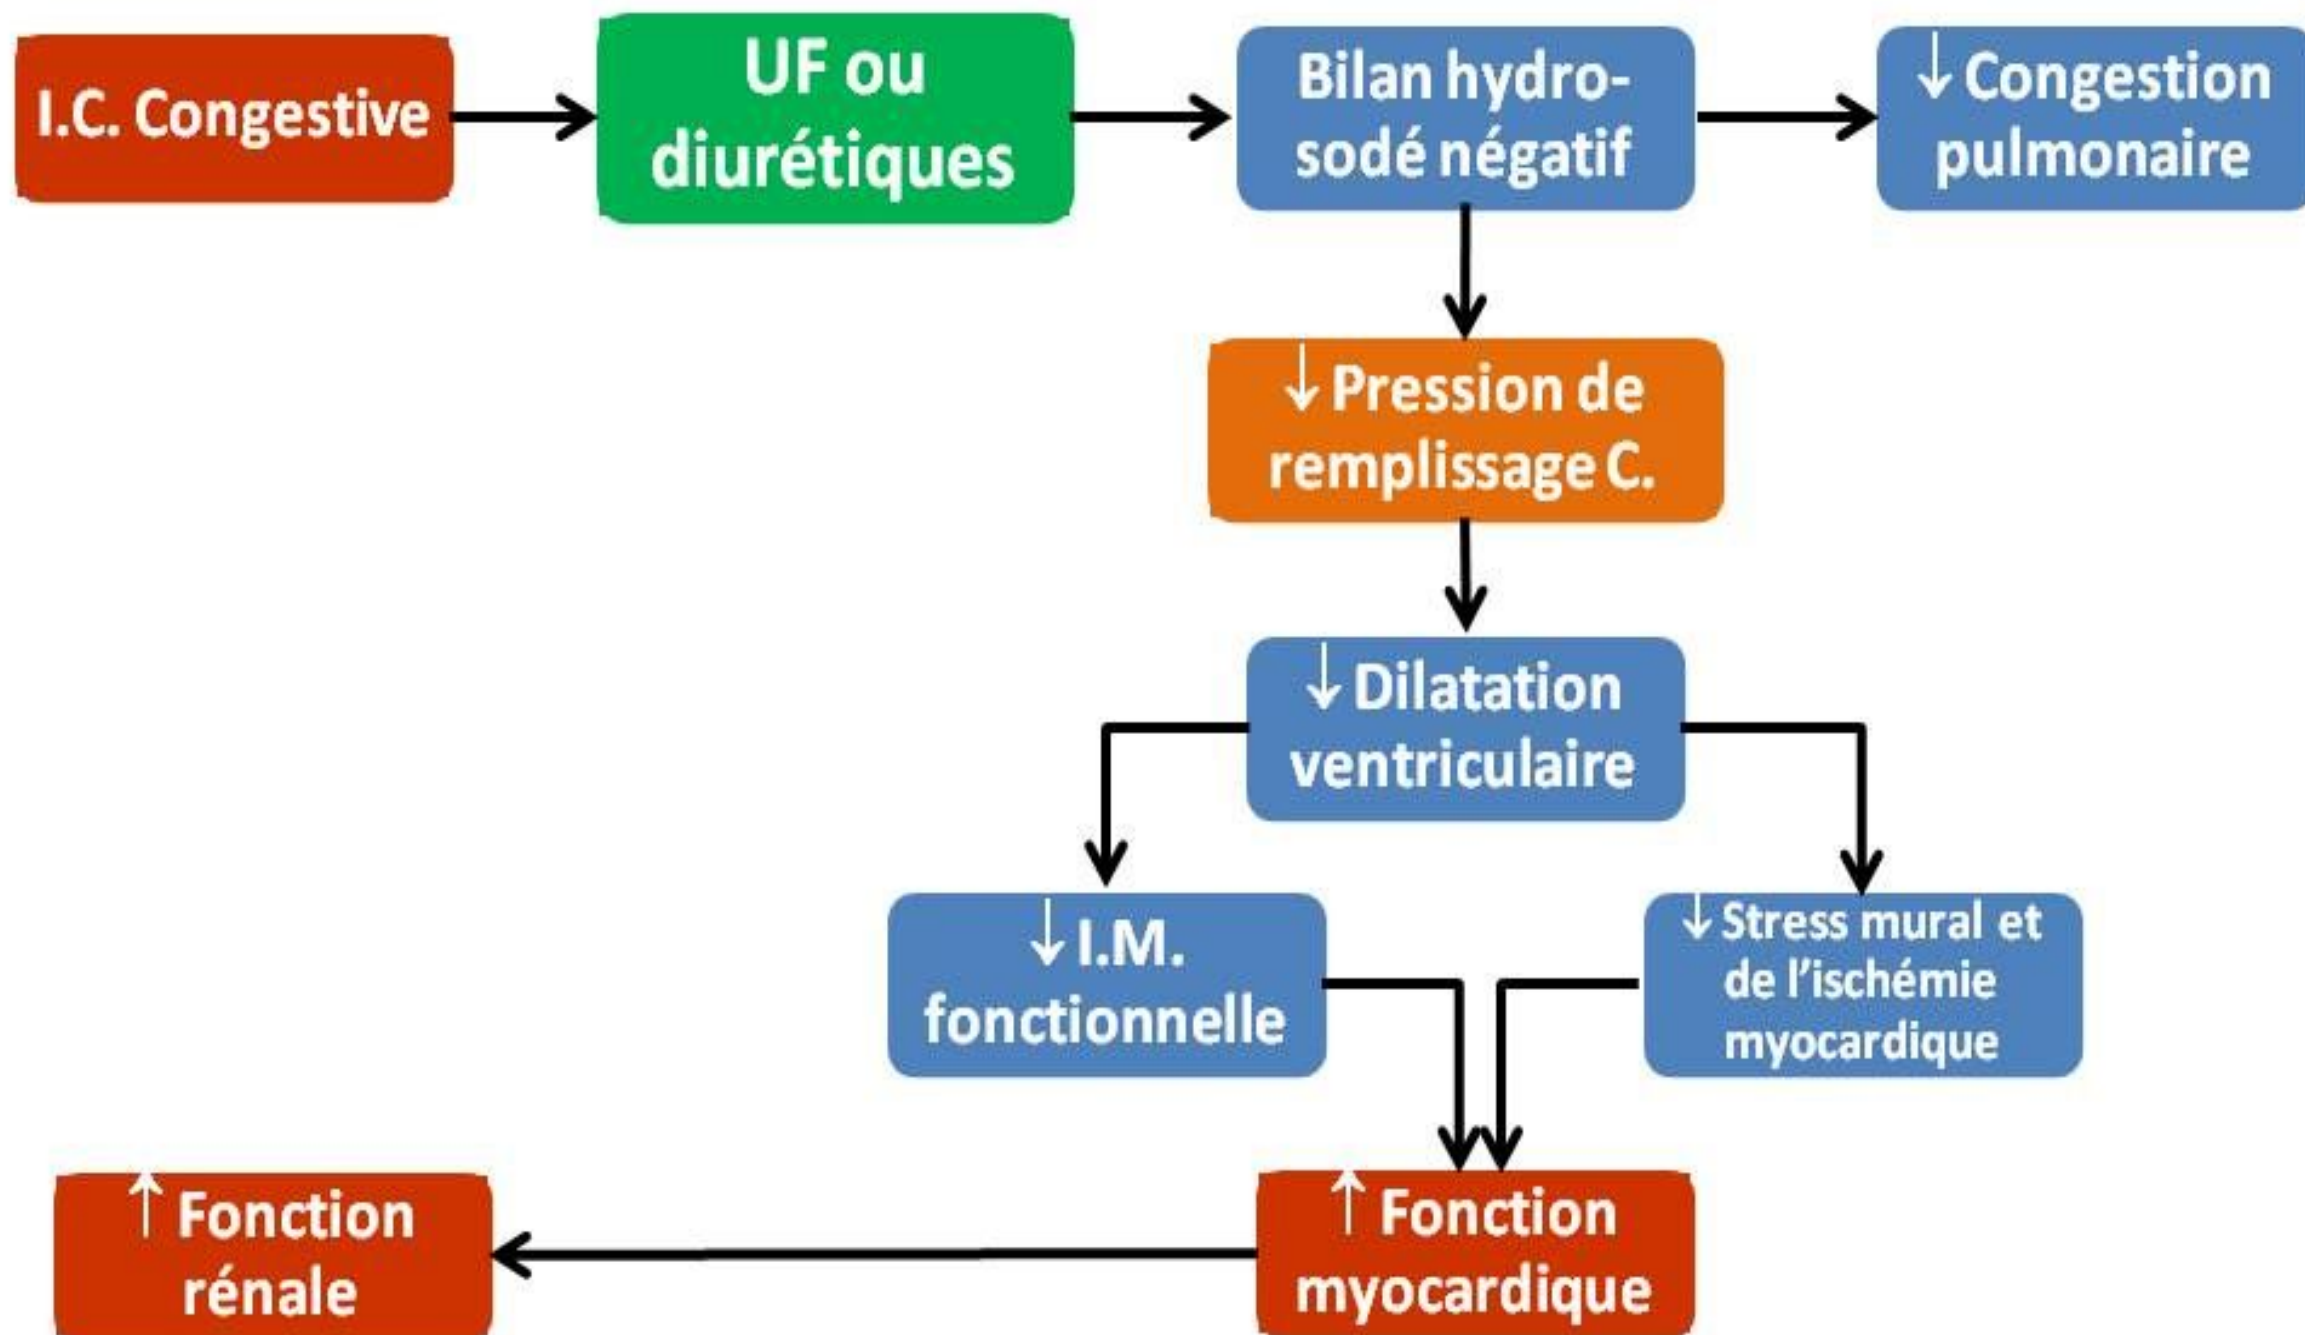 I.C. Congestive
UF ou
diurétiques
Bilan hydro-
sodé négatif
↓ Congestion
pulmonaire
↓ Pression de
remplissage C.
↓ Dilatation
ventriculaire
↓ I.M.
fonctionnelle
↓ Stress mural et
de l’ischémie
myocardique
↑ Fonction
rénale
↑ Fonction
myocardique